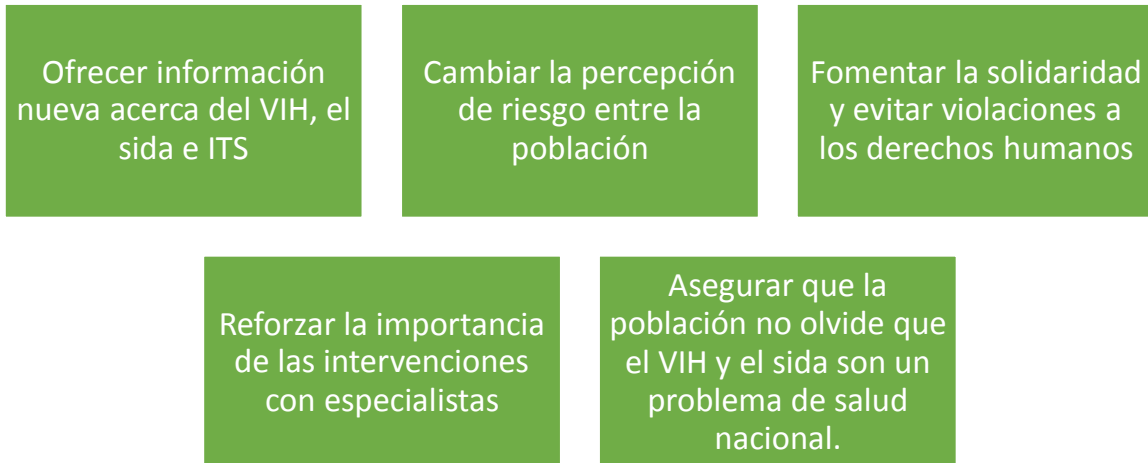 Ofrecer información
nueva acerca del VIH, el
sida e ITS
Cambiar la percepción
de riesgo entre la
población
Fomentar la solidaridad
y evitar violaciones a
los derechos humanos
Reforzar la importancia
de las intervenciones
con especialistas
Asegurar que la
población no olvide que
el VIH y el sida son un
problema de salud
nacional.